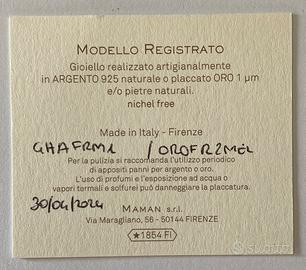 MODELLO REGISTRATO
Gioiello realizzato artigianalmente
in ARGENTO 925 naturale o placcato ORO 1 µm
e/o pietre naturali.
nichel free
Made in Italy - Firenze
GHAFRM1 / OROFR2MEL
Per la pulizia si raccomanda l'utilizzo periodico
di appositi panni per argento o oro.
L'uso di profumi e l'esposizione ad acqua o
vapori termali e solfurei può danneggiare la placcatura.
30/04/2024
MAMAN s.r.l.
Via Maragliano, 56 - 50144 FIRENZE
★1854 FI